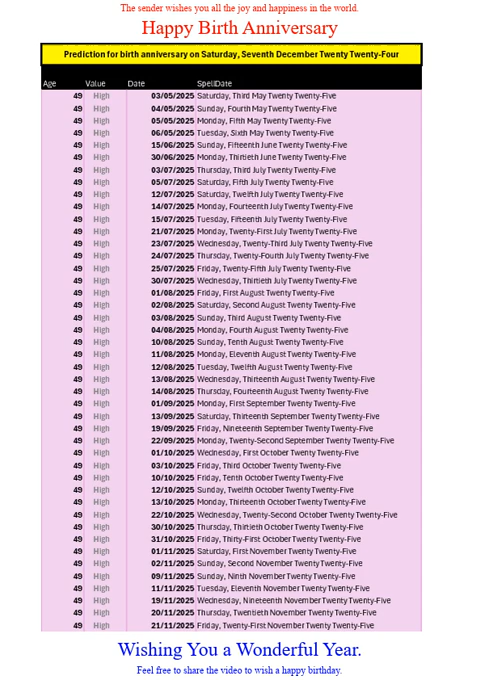 The sender wishes you all the joy and happiness in the world.
Happy Birth Anniversary
Prediction for birth anniversary on Saturday, Seventh December Twenty Twenty-Four
Age Value Date SpellDate
49 High 03/05/2025 Saturday, Third May Twenty Twenty-Five
49 High 04/05/2025 Sunday, Fourth May Twenty Twenty-Five
49 High 05/05/2025 Monday, Fifth May Twenty Twenty-Five
49 High 06/05/2025 Tuesday, Sixth May Twenty Twenty-Five
49 High 15/06/2025 Sunday, Fifteenth June Twenty Twenty-Five
49 High 30/06/2025 Monday, Thirtieth June Twenty Twenty-Five
49 High 03/07/2025 Thursday, Third July Twenty Twenty-Five
49 High 05/07/2025 Saturday, Fifth July Twenty Twenty-Five
49 High 12/07/2025 Saturday, Twelfth July Twenty Twenty-Five
49 High 14/07/2025 Monday, Fourteenth July Twenty Twenty-Five
49 High 15/07/2025 Tuesday, Fifteenth July Twenty Twenty-Five
49 High 21/07/2025 Monday, Twenty-First July Twenty Twenty-Five
49 High 23/07/2025 Wednesday, Twenty-Third July Twenty Twenty-Five
49 High 24/07/2025 Thursday, Twenty-Fourth July Twenty Twenty-Five
49 High 25/07/2025 Friday, Twenty-Fifth July Twenty Twenty-Five
49 High 30/07/2025 Wednesday, Thirtieth July Twenty Twenty-Five
49 High 01/08/2025 Friday, First August Twenty Twenty-Five
49 High 02/08/2025 Saturday, Second August Twenty Twenty-Five
49 High 03/08/2025 Sunday, Third August Twenty Twenty-Five
49 High 04/08/2025 Monday, Fourth August Twenty Twenty-Five
49 High 10/08/2025 Sunday, Tenth August Twenty Twenty-Five
49 High 11/08/2025 Monday, Eleventh August Twenty Twenty-Five
49 High 12/08/2025 Tuesday, Twelfth August Twenty Twenty-Five
49 High 13/08/2025 Wednesday, Thirteenth August Twenty Twenty-Five
49 High 14/08/2025 Thursday, Fourteenth August Twenty Twenty-Five
49 High 01/09/2025 Monday, First September Twenty Twenty-Five
49 High 13/09/2025 Saturday, Thirteenth September Twenty Twenty-Five
49 High 19/09/2025 Friday, Nineteenth September Twenty Twenty-Five
49 High 22/09/2025 Monday, Twenty-Second September Twenty Twenty-Five
49 High 01/10/2025 Wednesday, First October Twenty Twenty-Five
49 High 03/10/2025 Friday, Third October Twenty Twenty-Five
49 High 10/10/2025 Friday, Tenth October Twenty Twenty-Five
49 High 12/10/2025 Sunday, Twelfth October Twenty Twenty-Five
49 High 13/10/2025 Monday, Thirteenth October Twenty Twenty-Five
49 High 22/10/2025 Wednesday, Twenty-Second October Twenty Twenty-Five
49 High 30/10/2025 Thursday, Thirtieth October Twenty Twenty-Five
49 High 31/10/2025 Friday, Thirty-First October Twenty Twenty-Five
49 High 01/11/2025 Saturday, First November Twenty Twenty-Five
49 High 02/11/2025 Sunday, Second November Twenty Twenty-Five
49 High 09/11/2025 Sunday, Ninth November Twenty Twenty-Five
49 High 11/11/2025 Tuesday, Eleventh November Twenty Twenty-Five
49 High 19/11/2025 Wednesday, Nineteenth November Twenty Twenty-Five
49 High 20/11/2025 Thursday, Twentieth November Twenty Twenty-Five
49 High 21/11/2025 Friday, Twenty-First November Twenty Twenty-Five
Wishing You a Wonderful Year.
Feel free to share the video to wish a happy birthday.